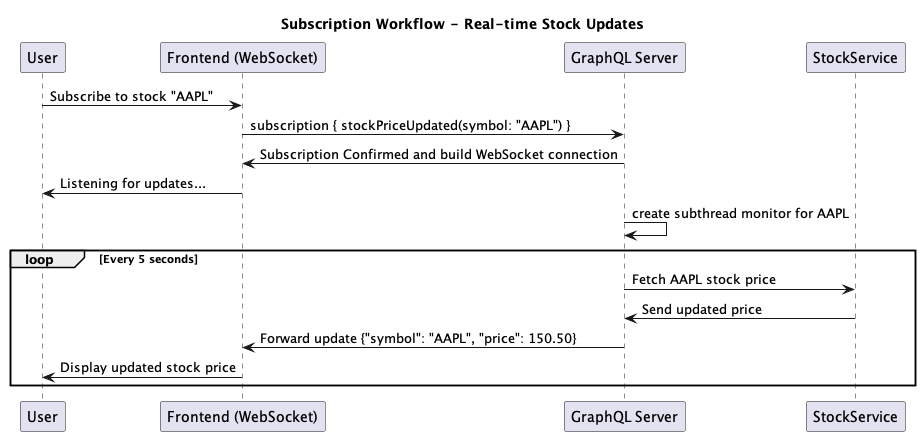 Subscription Workflow - Real-time Stock Updates
User
Frontend (WebSocket)
GraphQL Server
StockService
Subscribe to stock "AAPL"
subscription { stockPriceUpdated(symbol: "AAPL") }
Subscription Confirmed and build WebSocket connection
Listening for updates...
create subthread monitor for AAPL
loop
[Every 5 seconds]
Fetch AAPL stock price
Send updated price
Forward update {"symbol": "AAPL", "price": 150.50}
Display updated stock price
User
Frontend (WebSocket)
GraphQL Server
StockService